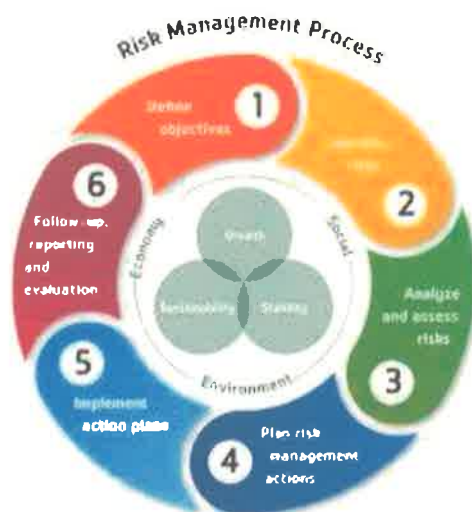 Risk Management Process
1
Define
objectives
2
3
Analyze
and assess
risks
4
Plan risk
management
actions
5
Implement
action plans
6
Follow-up,
reporting
and
evaluation
Economy
Social
Environment
Growth
Sustainability
Stability